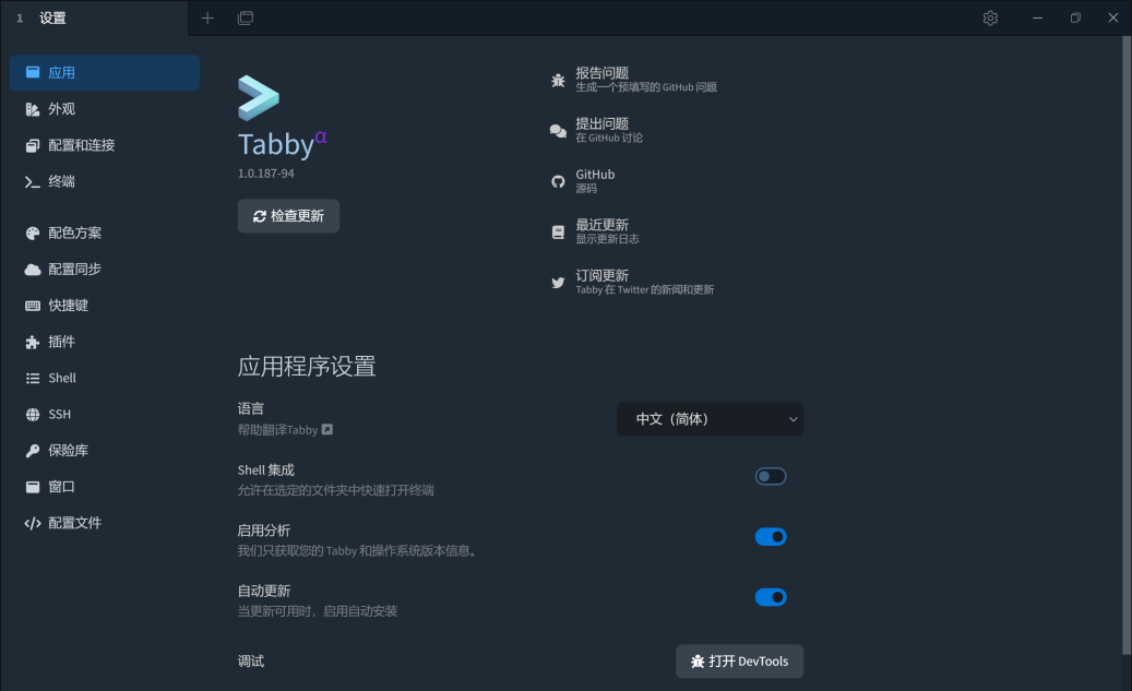 1 设置
应用
外观
配置和连接
终端
配色方案
配置同步
快捷键
插件
Shell
SSH
保险库
窗口
配置文件
Tabbyα
1.0.187-94
检查更新
报告问题
生成一个预填写的 GitHub 问题
提出问题
在 GitHub 讨论
GitHub
源码
最近更新
显示更新日志
订阅更新
Tabby 在 Twitter 的新闻和更新
应用程序设置
语言
帮助翻译Tabby
中文（简体）
Shell 集成
允许在选定的文件夹中快速打开终端
启用分析
我们只获取您的 Tabby 和操作系统版本信息。
自动更新
当更新可用时，启用自动安装
调试
打开 DevTools